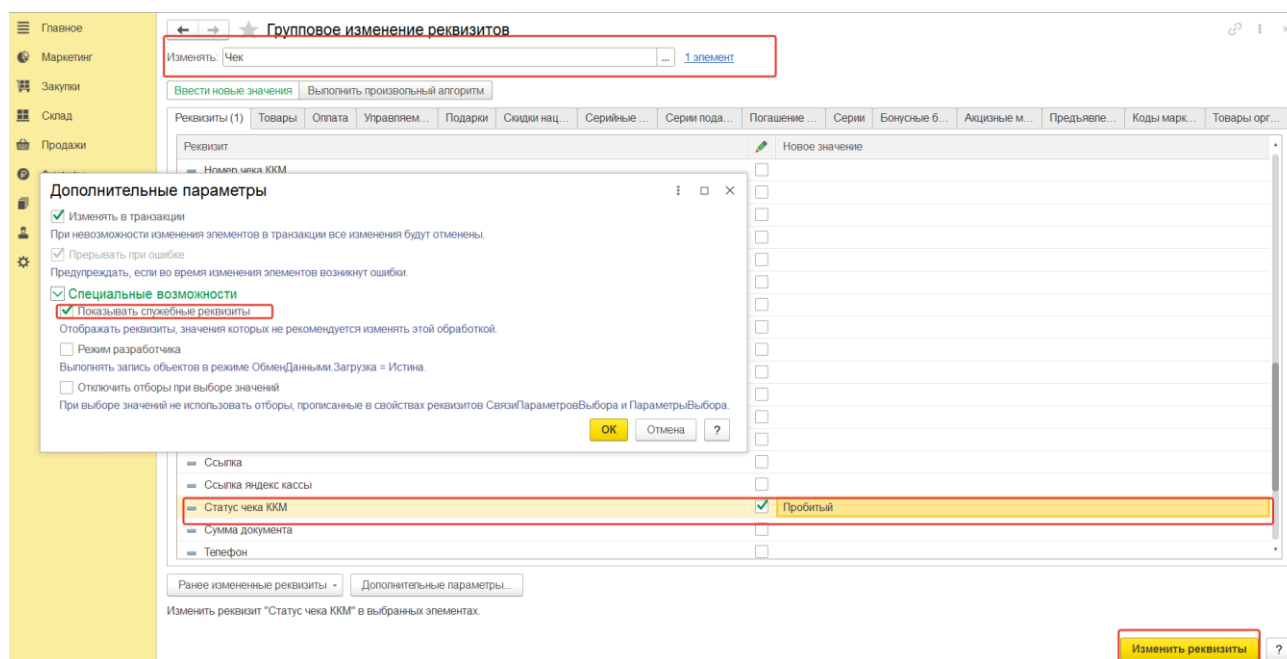 Главное
Маркетинг
Закупки
Склад
Продажи
Групповое изменение реквизитов
Изменять: Чек ... 1 элемент
Ввести новые значения Выполнить произвольный алгоритм
Реквизиты (1) Товары Оплата Управляем... Подарки Скидки нац... Серийные ... Серии пода... Погашение ... Серии Бонусные б... Акцизные м... Предъявле... Коды марк... Товары орг...
Реквизит Новое значение
Номер чека ККМ
Дополнительные параметры
Изменять в транзакции
При невозможности изменения элементов в транзакции все изменения будут отменены.
Прерывать при ошибке
Предупреждать, если во время изменения элементов возникнут ошибки.
Специальные возможности
Показывать служебные реквизиты
Отображать реквизиты, значения которых не рекомендуется изменять этой обработкой.
Режим разработчика
Выполнять запись объектов в режиме ОбменДанными.Загрузка = Истина.
Отключить отборы при выборе значений
При выборе значений не использовать отборы, прописанные в свойствах реквизитов СвязиПараметровВыбора и ПараметрыВыбора.
ОК Отмена ?
Ссылка
Ссылка яндекс кассы
Статус чека ККМ Пробитый
Сумма документа
Телефон
Ранее измененные реквизиты Дополнительные параметры...
Изменить реквизит "Статус чека ККМ" в выбранных элементах.
Изменить реквизиты ?